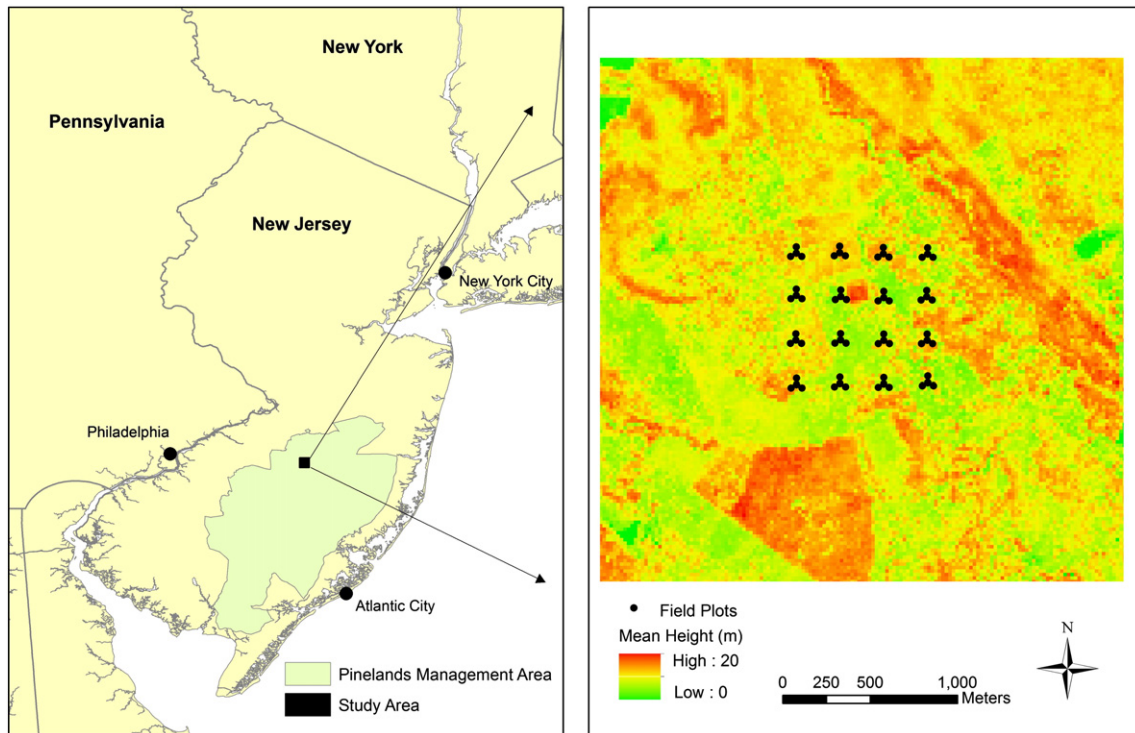 New York
Pennsylvania
New Jersey
New York City
Philadelphia
Atlantic City
Pinelands Management Area
Study Area
Field Plots
Mean Height (m)
High : 20
Low : 0
N
0 250 500 1,000
Meters